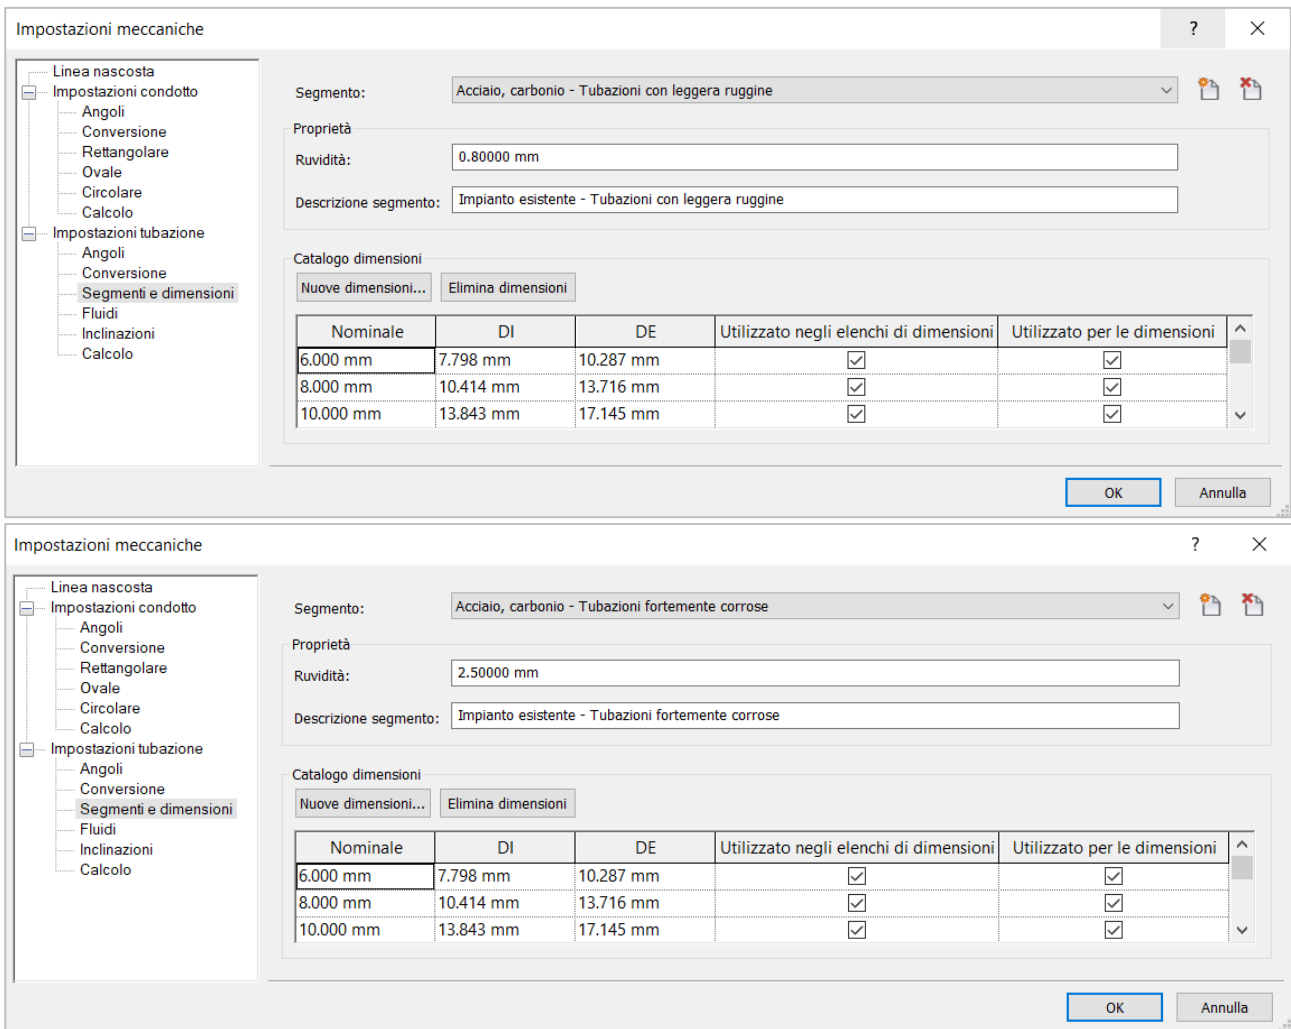 Impostazioni meccaniche
?
Linea nascosta
Impostazioni condotto
Angoli
Conversione
Rettangolare
Ovale
Circolare
Calcolo
Impostazioni tubazione
Angoli
Conversione
Segmenti e dimensioni
Fluidi
Inclinazioni
Calcolo
Segmento: Acciaio, carbonio - Tubazioni con leggera ruggine
Proprietà
Ruvidità: 0.80000 mm
Descrizione segmento: Impianto esistente - Tubazioni con leggera ruggine
Catalogo dimensioni
Nuove dimensioni... Elimina dimensioni
Nominale DI DE Utilizzato negli elenchi di dimensioni Utilizzato per le dimensioni
6.000 mm 7.798 mm 10.287 mm
8.000 mm 10.414 mm 13.716 mm
10.000 mm 13.843 mm 17.145 mm
OK Annulla
Impostazioni meccaniche
?
Linea nascosta
Impostazioni condotto
Angoli
Conversione
Rettangolare
Ovale
Circolare
Calcolo
Impostazioni tubazione
Angoli
Conversione
Segmenti e dimensioni
Fluidi
Inclinazioni
Calcolo
Segmento: Acciaio, carbonio - Tubazioni fortemente corrose
Proprietà
Ruvidità: 2.50000 mm
Descrizione segmento: Impianto esistente - Tubazioni fortemente corrose
Catalogo dimensioni
Nuove dimensioni... Elimina dimensioni
Nominale DI DE Utilizzato negli elenchi di dimensioni Utilizzato per le dimensioni
6.000 mm 7.798 mm 10.287 mm
8.000 mm 10.414 mm 13.716 mm
10.000 mm 13.843 mm 17.145 mm
OK Annulla